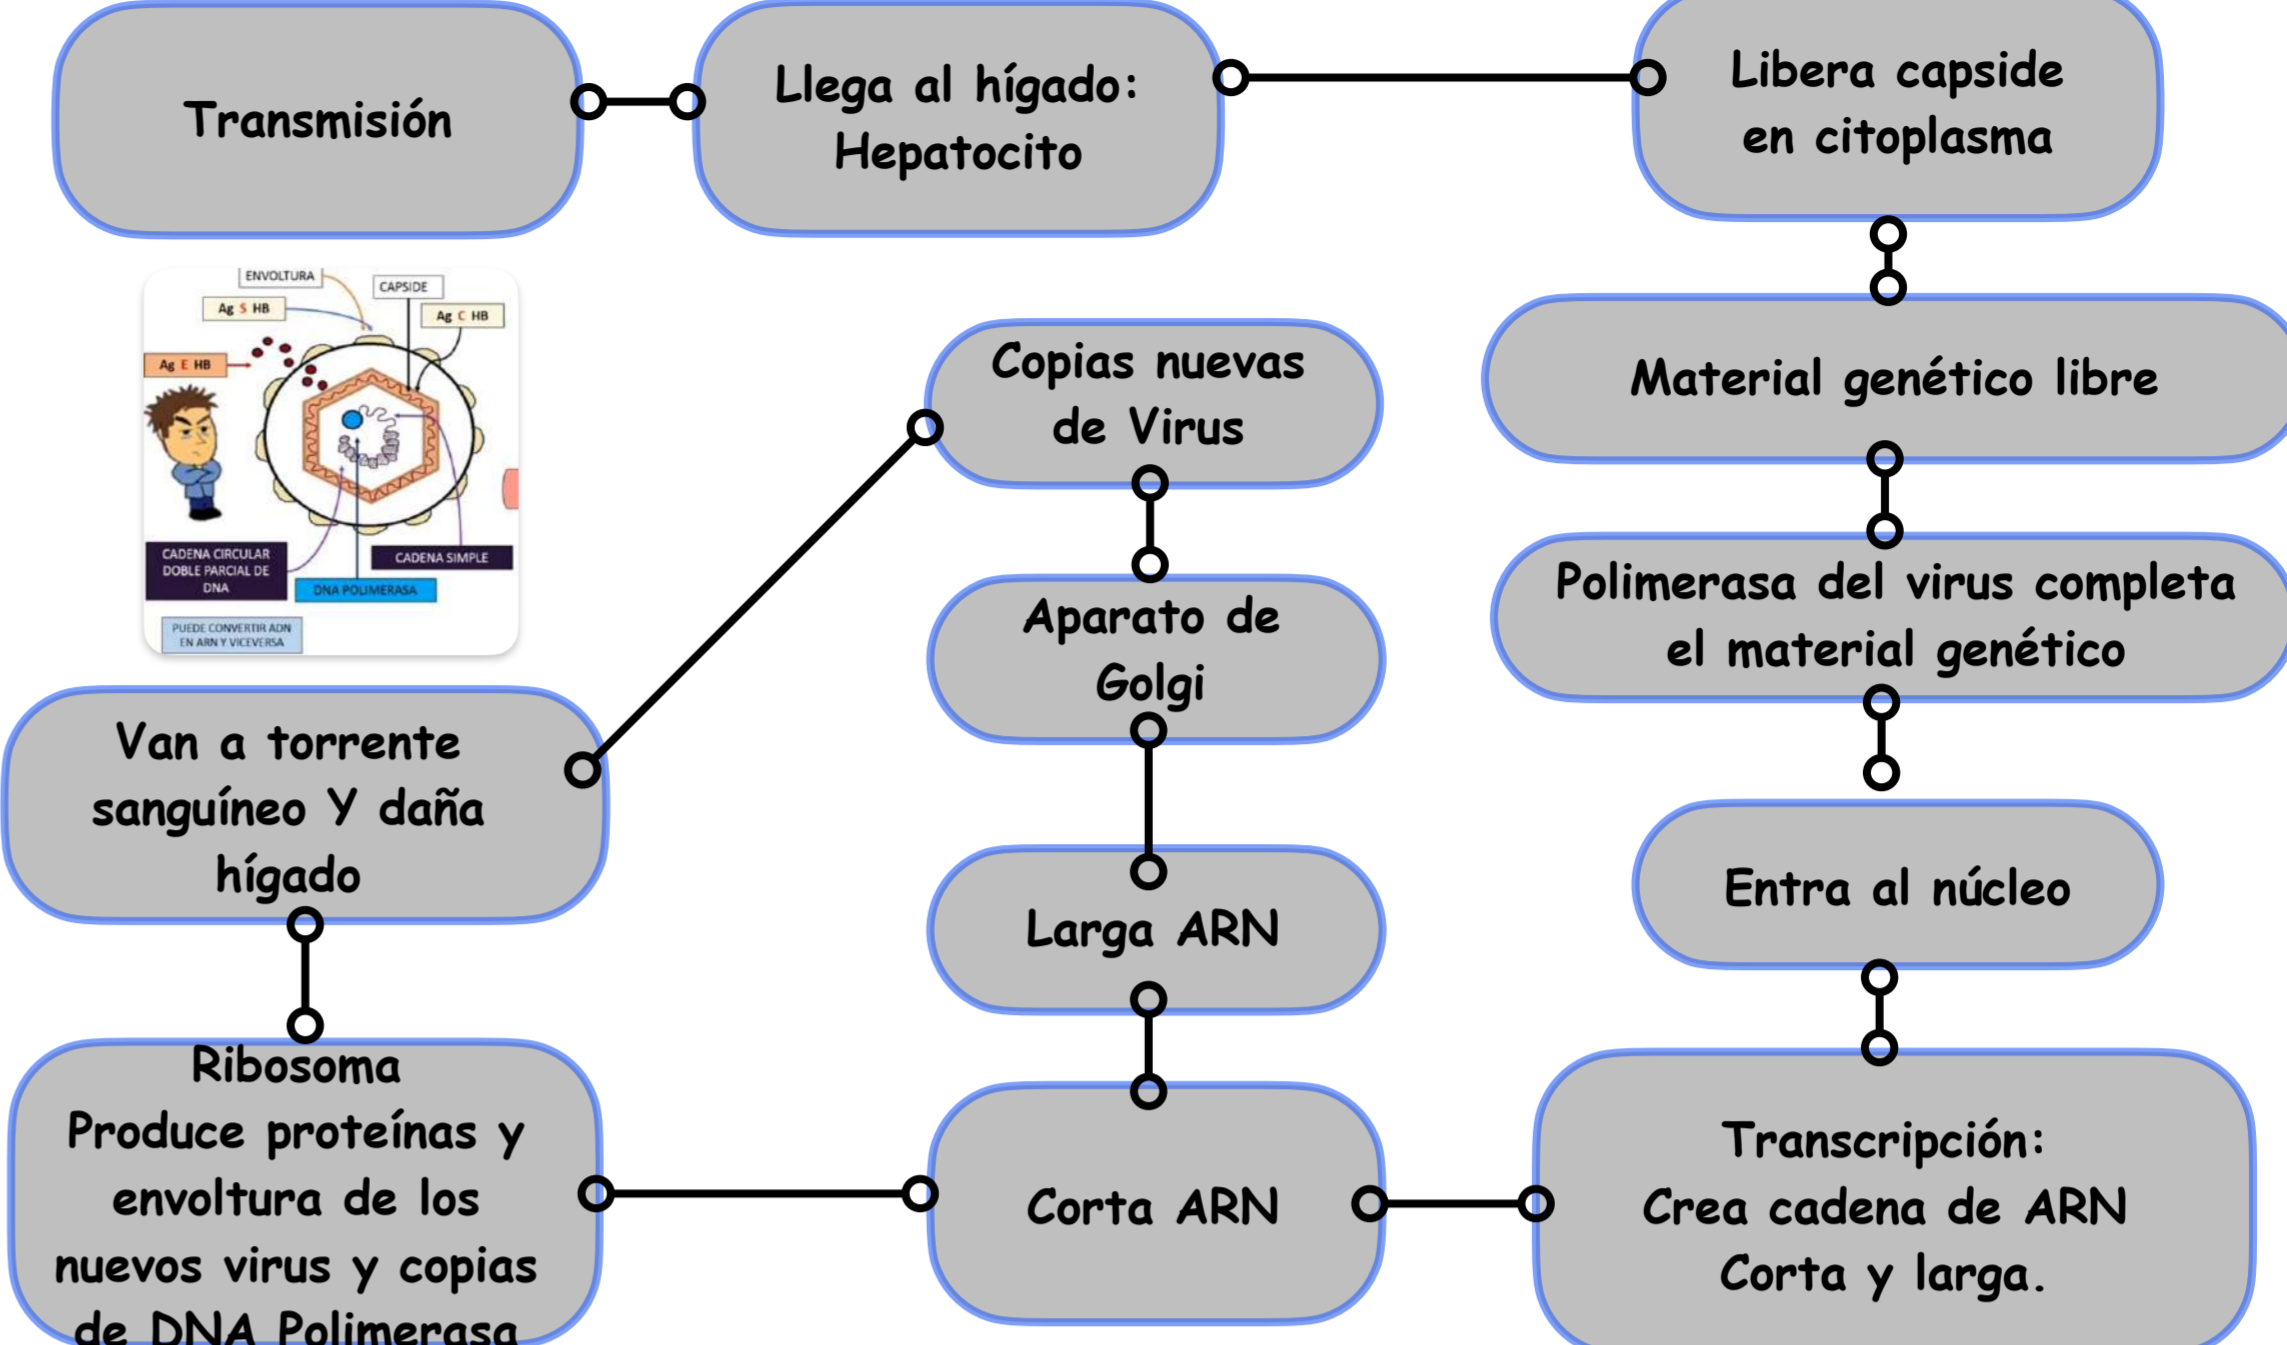 Transmisión
Llega al hígado:
Hepatocito
Libera capside
en citoplasma
Material genético libre
Polimerasa del virus completa
el material genético
Entra al núcleo
Transcripción:
Crea cadena de ARN
Corta y larga.
Corta ARN
Larga ARN
Aparato de
Golgi
Copias nuevas
de Virus
Van a torrente
sanguíneo Y daña
hígado
Ribosoma
Produce proteínas y
envoltura de los
nuevos virus y copias
de DNA Polimerasa
ENVOLTURA
CAPSIDE
Ag S HB
Ag C HB
Ag E HB
CADENA CIRCULAR
DOBLE PARCIAL DE
DNA
CADENA SIMPLE
DNA POLIMERASA
PUEDE CONVERTIR ADN
EN ARN Y VICEVERSA